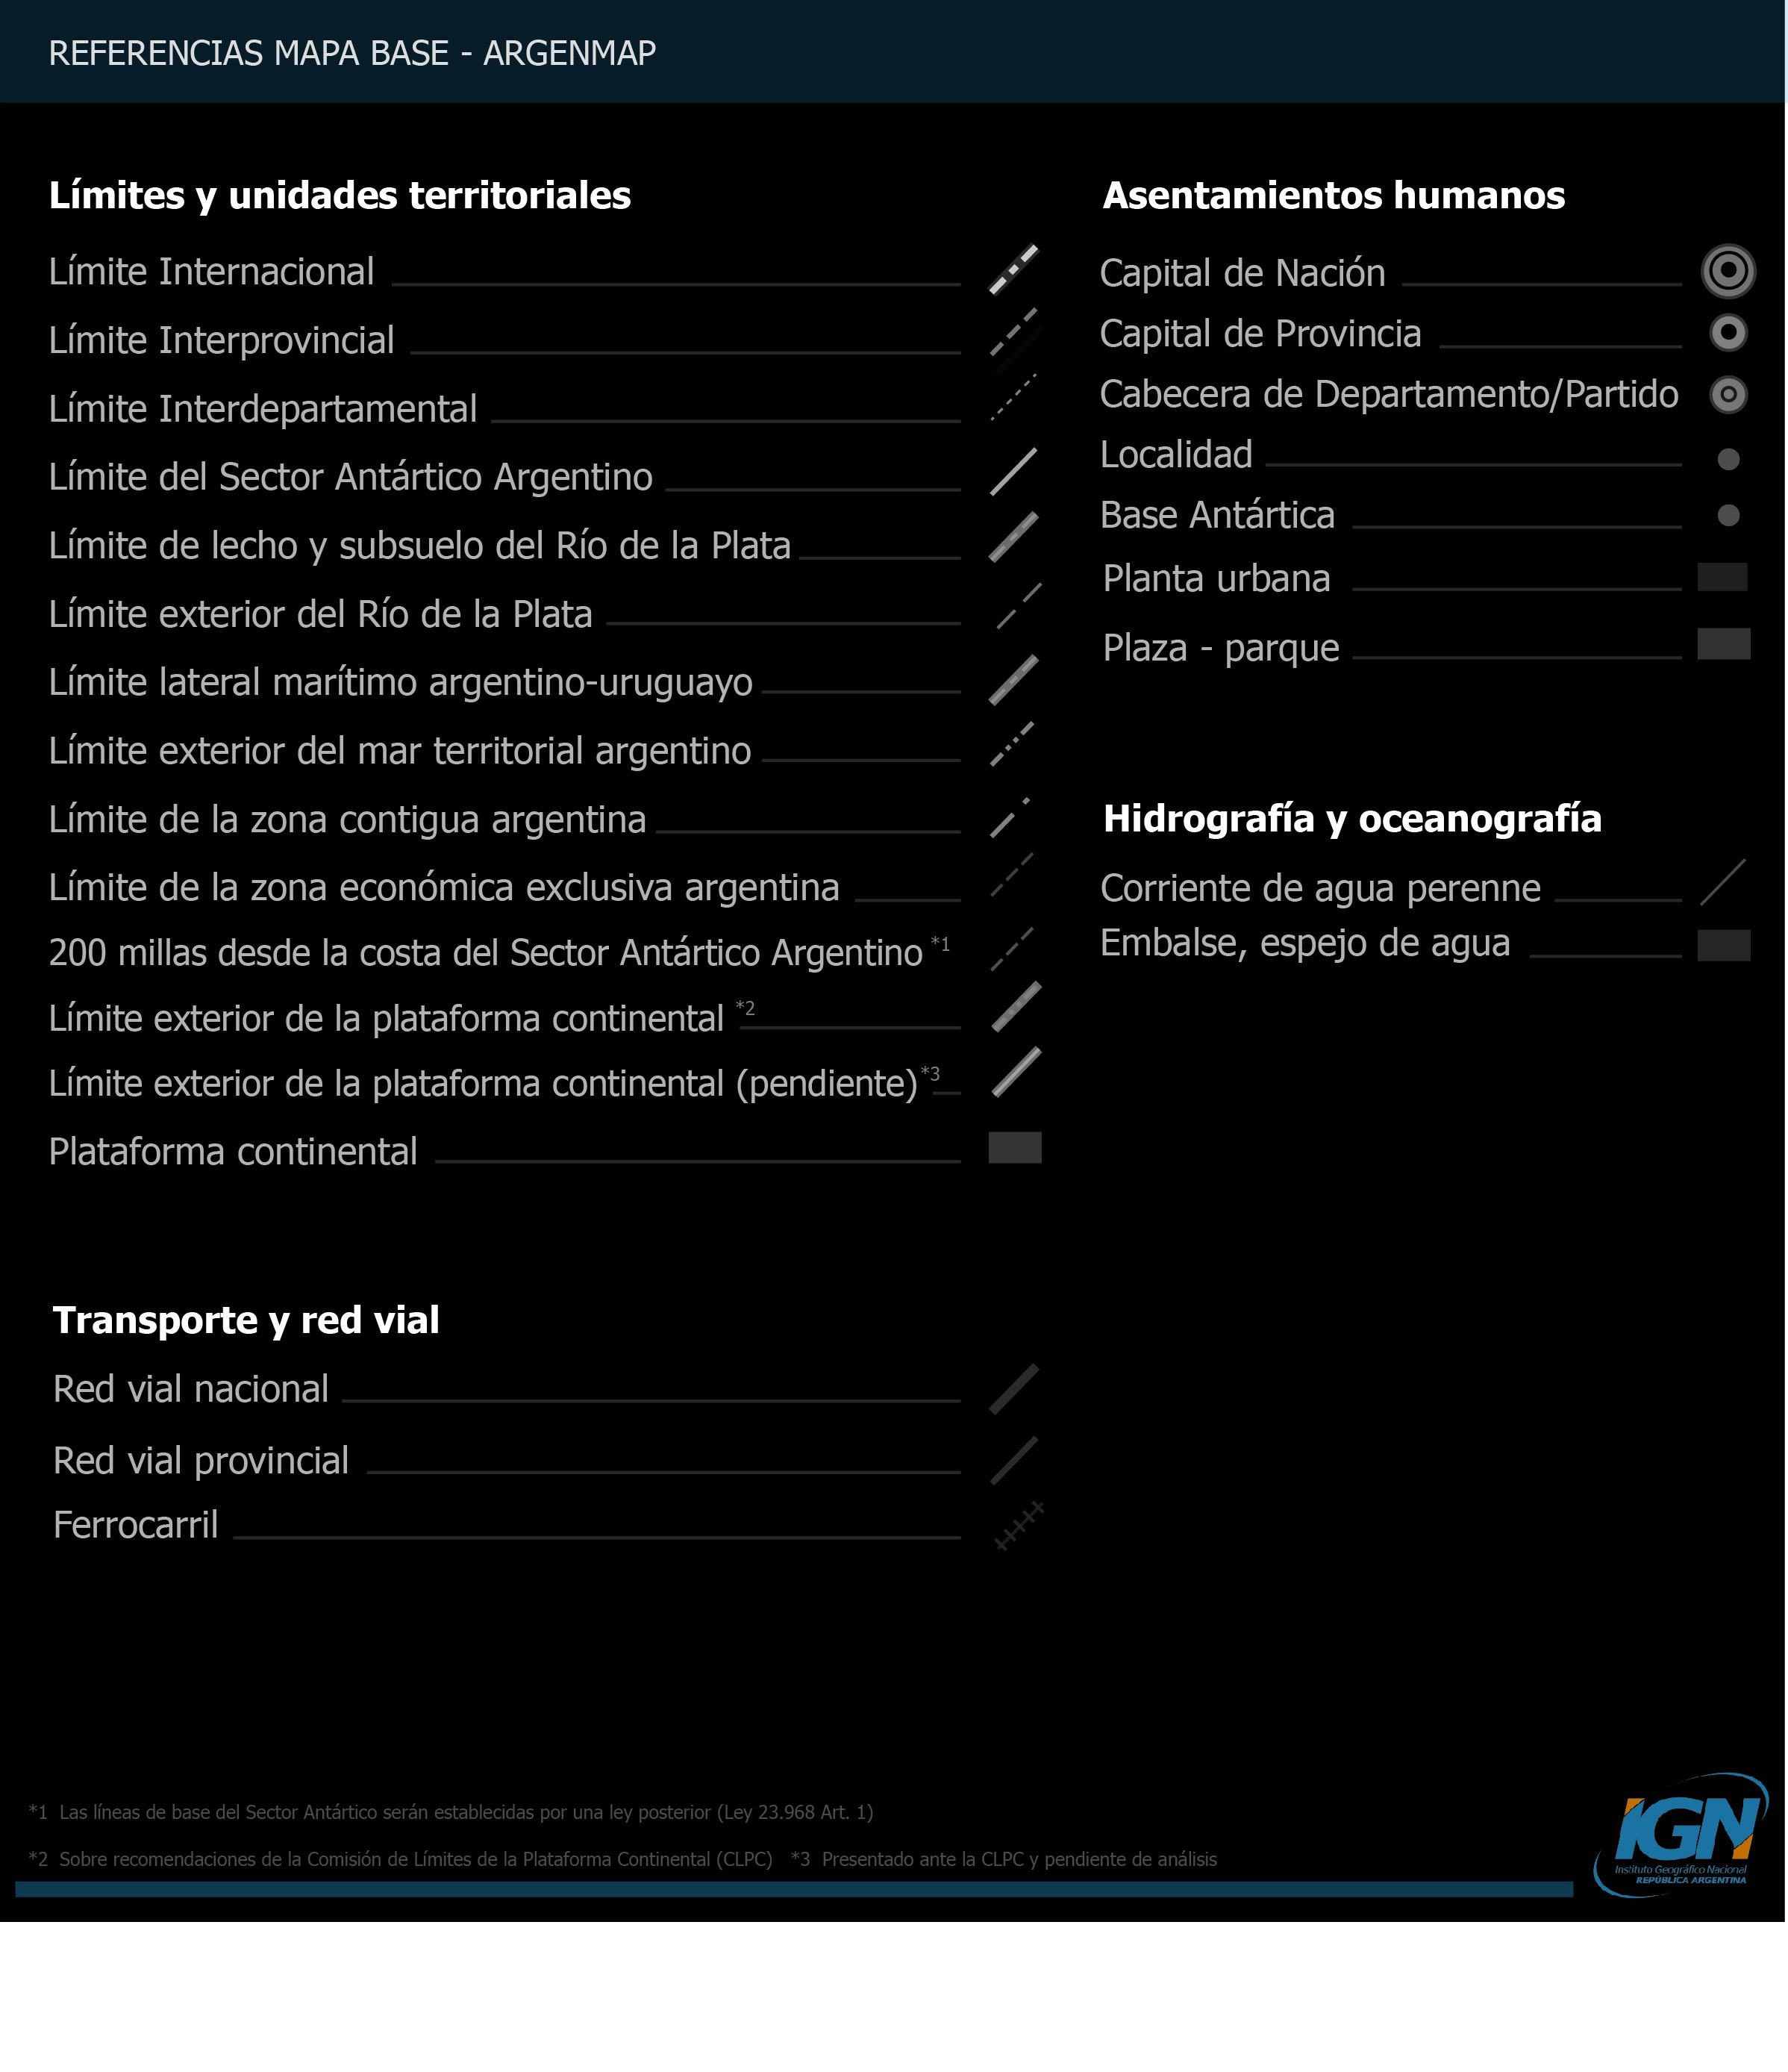 REFERENCIAS MAPA BASE - ARGENMAP
Límites y unidades territoriales
Límite Internacional
Límite Interprovincial
Límite Interdepartamental
Límite del Sector Antártico Argentino
Límite de lecho y subsuelo del Río de la Plata
Límite exterior del Río de la Plata
Límite lateral marítimo argentino-uruguayo
Límite exterior del mar territorial argentino
Límite de la zona contigua argentina
Límite de la zona económica exclusiva argentina
200 millas desde la costa del Sector Antártico Argentino *1
Límite exterior de la plataforma continental *2
Límite exterior de la plataforma continental (pendiente) *3
Plataforma continental
Transporte y red vial
Red vial nacional
Red vial provincial
Ferrocarril
Asentamientos humanos
Capital de Nación
Capital de Provincia
Cabecera de Departamento/Partido
Localidad
Base Antártica
Planta urbana
Plaza - parque
Hidrografía y oceanografía
Corriente de agua perenne
Embalse, espejo de agua
*1 Las líneas de base del Sector Antártico serán establecidas por una ley posterior (Ley 23.968 Art. 1)
*2 Sobre recomendaciones de la Comisión de Límites de la Plataforma Continental (CLPC) *3 Presentado ante la CLPC y pendiente de análisis
IGN
Instituto Geográfico Nacional
REPÚBLICA ARGENTINA